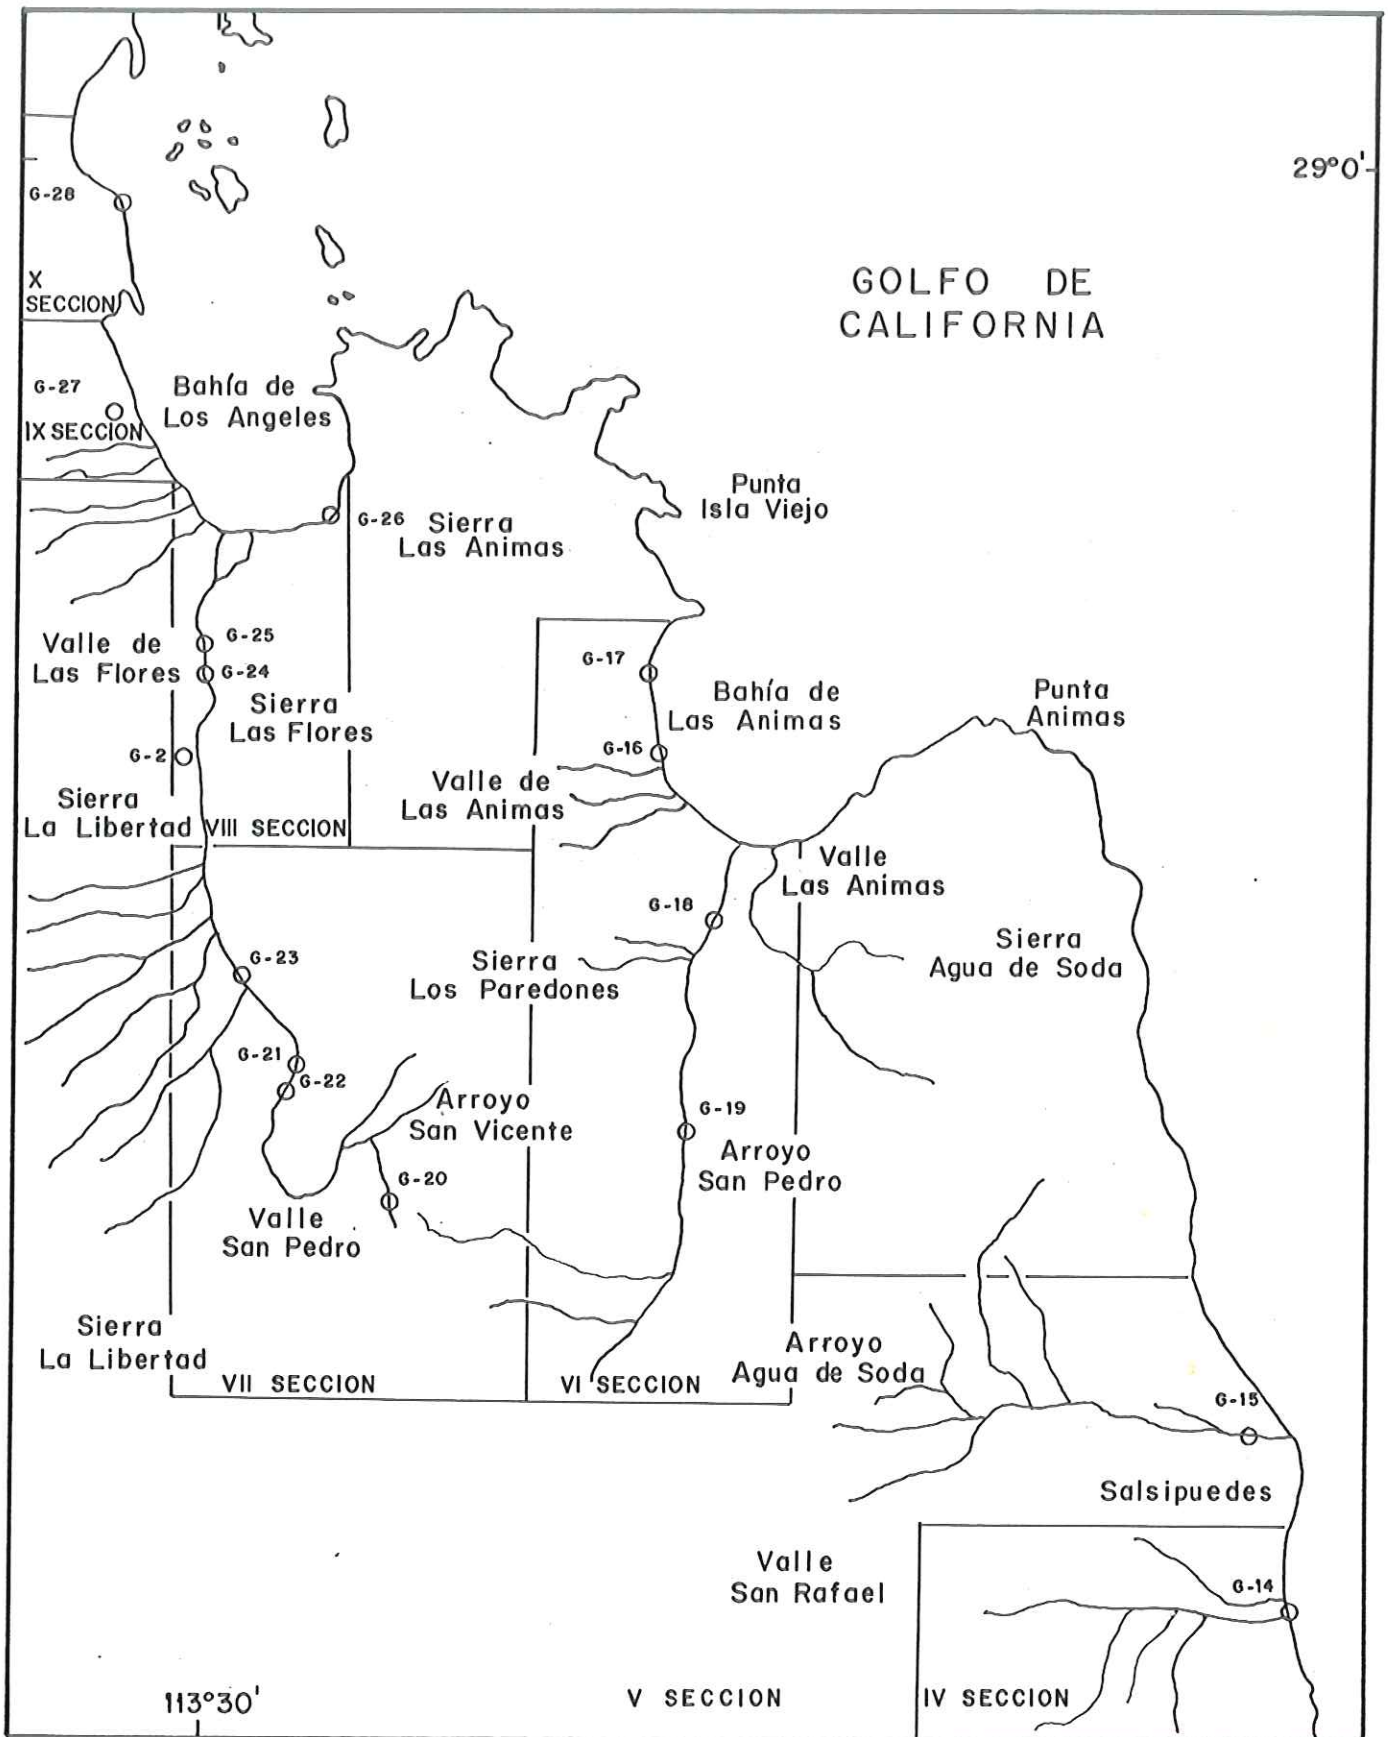 29°0'
G-28
GOLFO DE
CALIFORNIA
X
SECCION
G-27
Bahía de
Los Angeles
IX SECCION
Punta
Isla Viejo
G-26
Sierra
Las Animas
G-25
Valle de
Las Flores
G-24
G-17
Bahía de
Las Animas
Punta
Animas
Sierra
Las Flores
G-2
G-16
Valle de
Las Animas
Sierra
La Libertad
VIII SECCION
Valle
Las Animas
G-18
Sierra
Agua de Soda
G-23
Sierra
Los Paredones
G-21
G-22
Arroyo
San Vicente
G-19
Arroyo
San Pedro
G-20
Valle
San Pedro
Sierra
La Libertad
Arroyo
Agua de Soda
VII SECCION
VI SECCION
G-15
Salsipuedes
Valle
San Rafael
G-14
113°30'
V SECCION
IV SECCION